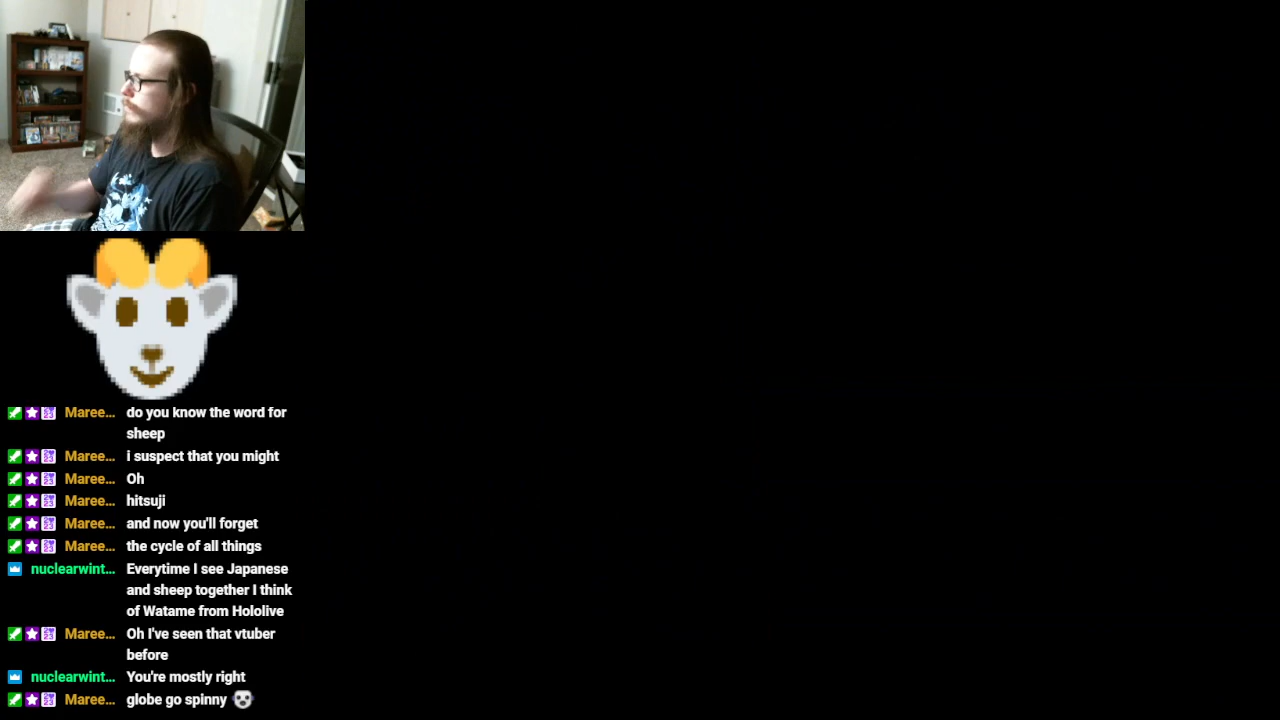 Maree... do you know the word for
sheep
Maree... i suspect that you might
Maree... Oh
Maree... hitsuji
Maree... and now you'll forget
Maree... the cycle of all things
nuclearwint... Everytime I see Japanese
and sheep together I think
of Watame from Hololive
Maree... Oh I've seen that vtuber
before
nuclearwint... You're mostly right
Maree... globe go spinny